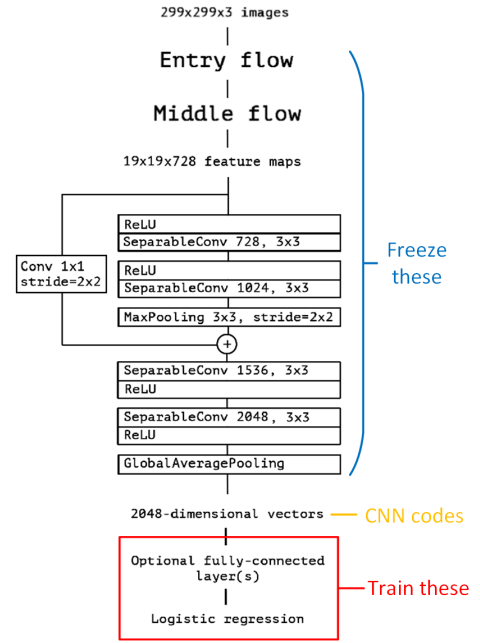 299x299x3 images
Entry flow
Middle flow
19x19x728 feature maps
ReLU
SeparableConv 728, 3x3
Conv 1x1
stride=2x2
ReLU
SeparableConv 1024, 3x3
MaxPooling 3x3, stride=2x2
+
SeparableConv 1536, 3x3
ReLU
SeparableConv 2048, 3x3
ReLU
GlobalAveragePooling
Freeze
these
2048-dimensional vectors
CNN codes
Optional fully-connected
layer(s)
Logistic regression
Train these